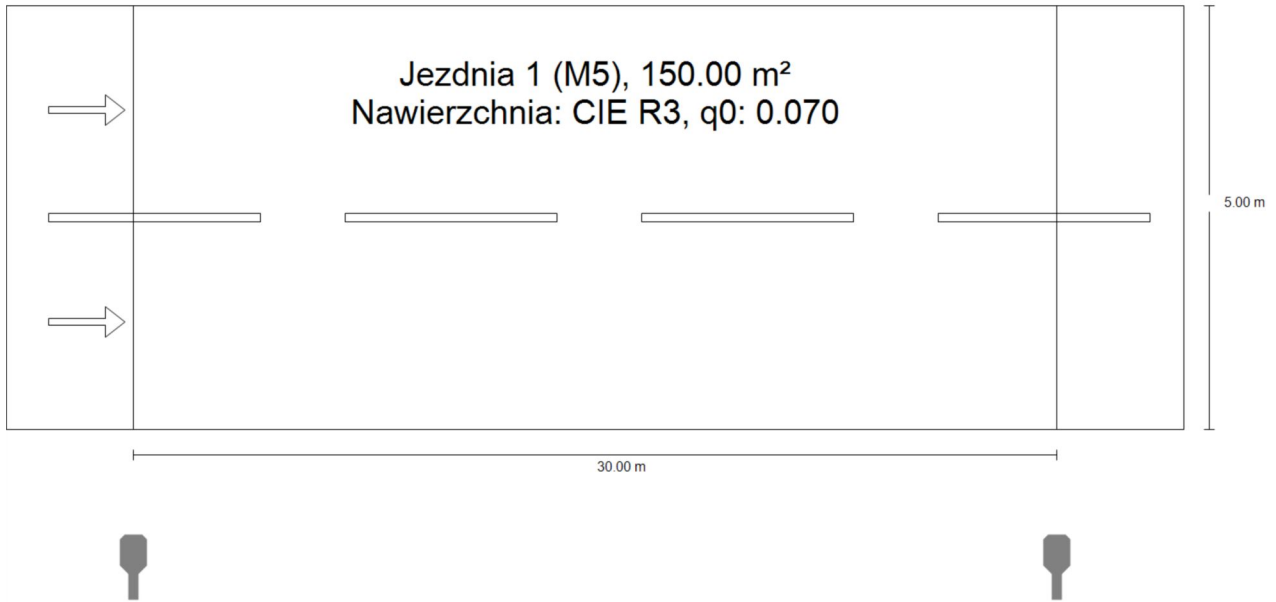 Jezdnia 1 (M5), 150.00 m²
Nawierzchnia: CIE R3, q0: 0.070
5.00 m
30.00 m